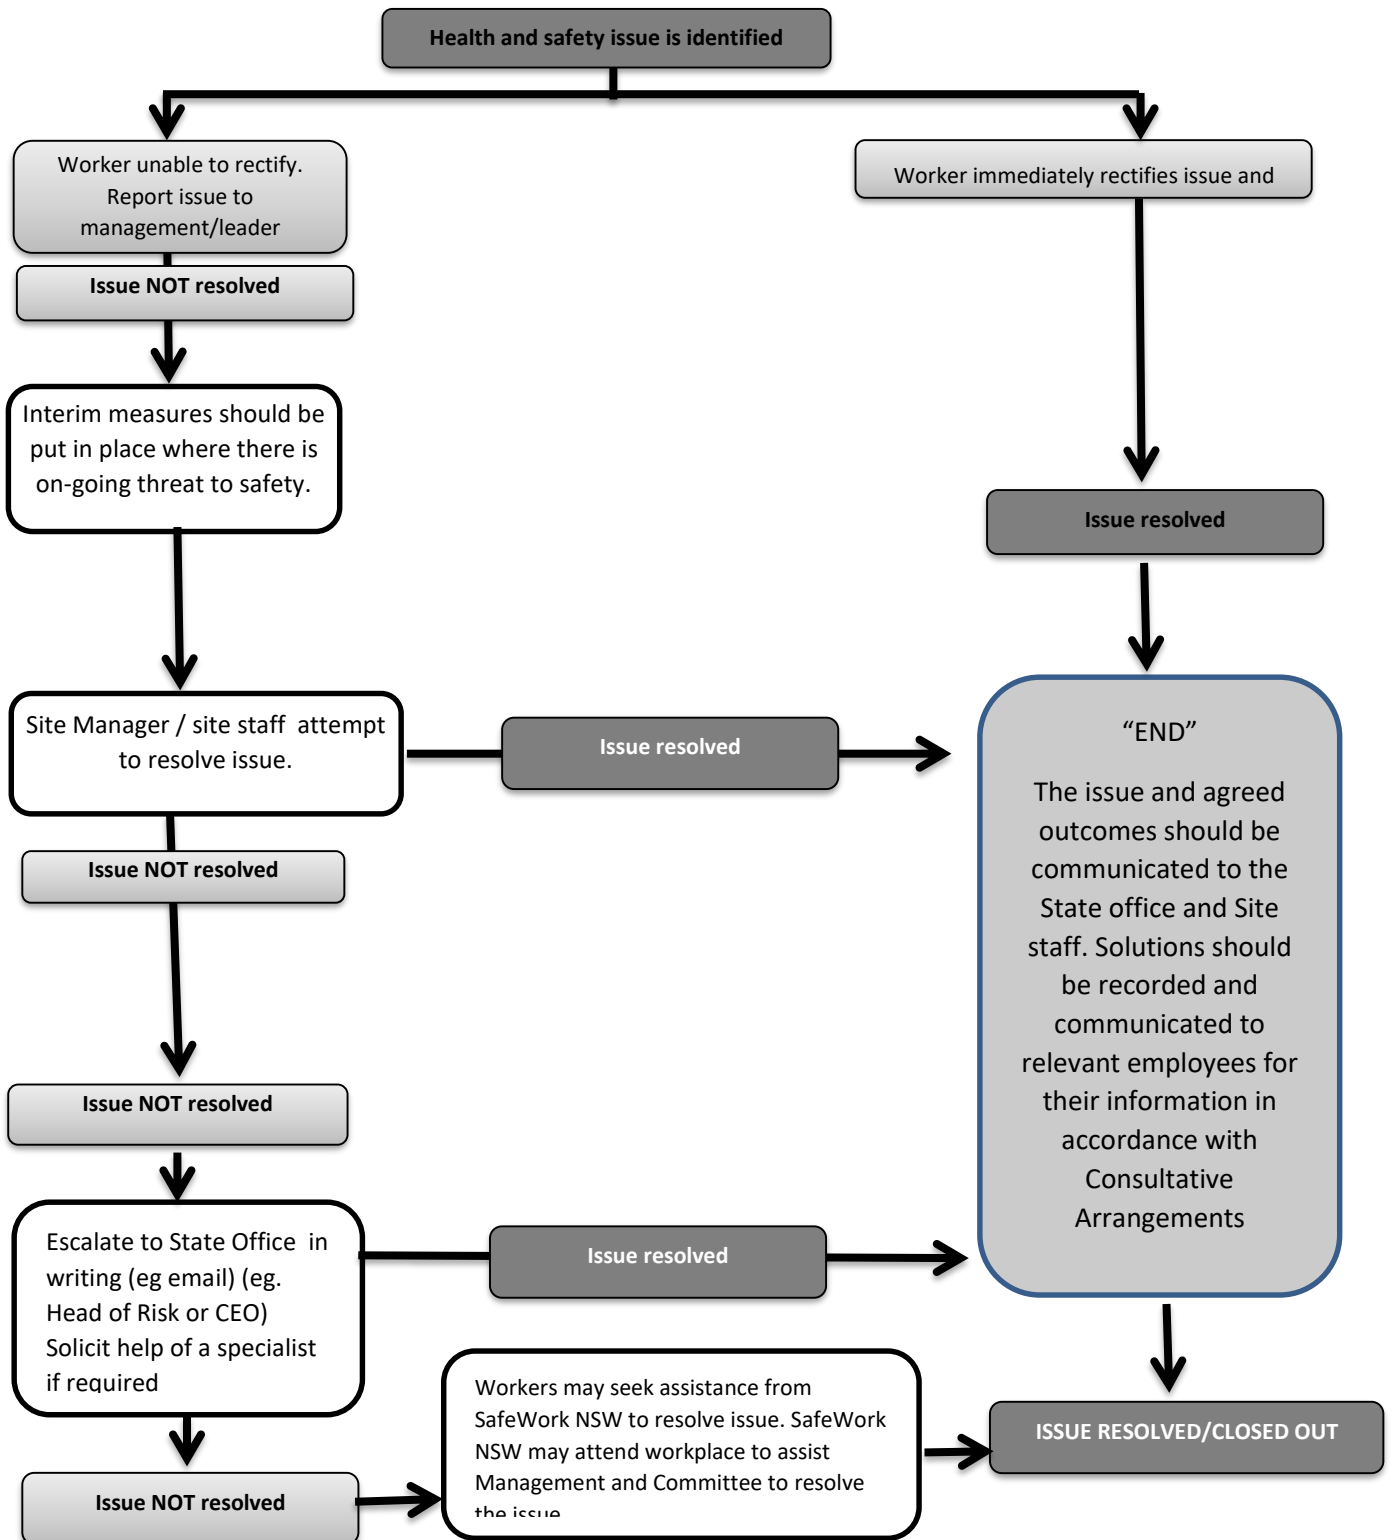 Health and safety issue is identified
Worker unable to rectify.
Report issue to
management/leader
Worker immediately rectifies issue and
Issue NOT resolved
Interim measures should be
put in place where there is
on-going threat to safety.
Issue resolved
Site Manager / site staff  attempt
to resolve issue.
Issue resolved
“END”
The issue and agreed
outcomes should be
communicated to the
State office and Site
staff. Solutions should
be recorded and
communicated to
relevant employees for
their information in
accordance with
Consultative
Arrangements
Issue NOT resolved
Issue NOT resolved
Escalate to State Office  in
writing (eg email) (eg.
Head of Risk or CEO)
Solicit help of a specialist
if required
Issue resolved
Workers may seek assistance from
SafeWork NSW to resolve issue. SafeWork
NSW may attend workplace to assist
Management and Committee to resolve
the issue
ISSUE RESOLVED/CLOSED OUT
Issue NOT resolved